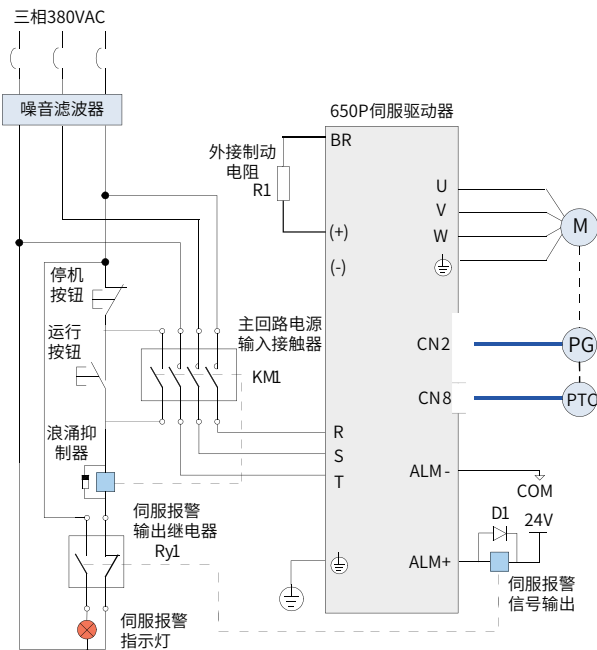 三相380VAC
噪音滤波器
650P伺服驱动器
BR
外接制动
电阻
R1
(+)
(-)
U
V
W
M
停机
按钮
运行
按钮
主回路电源
输入接触器
KM1
CN2
PG
CN8
PTC
浪涌抑
制器
R
S
T
ALM-
COM
伺服报警
输出继电器
Ry1
D1
24V
ALM+
伺服报警
信号输出
伺服报警
指示灯